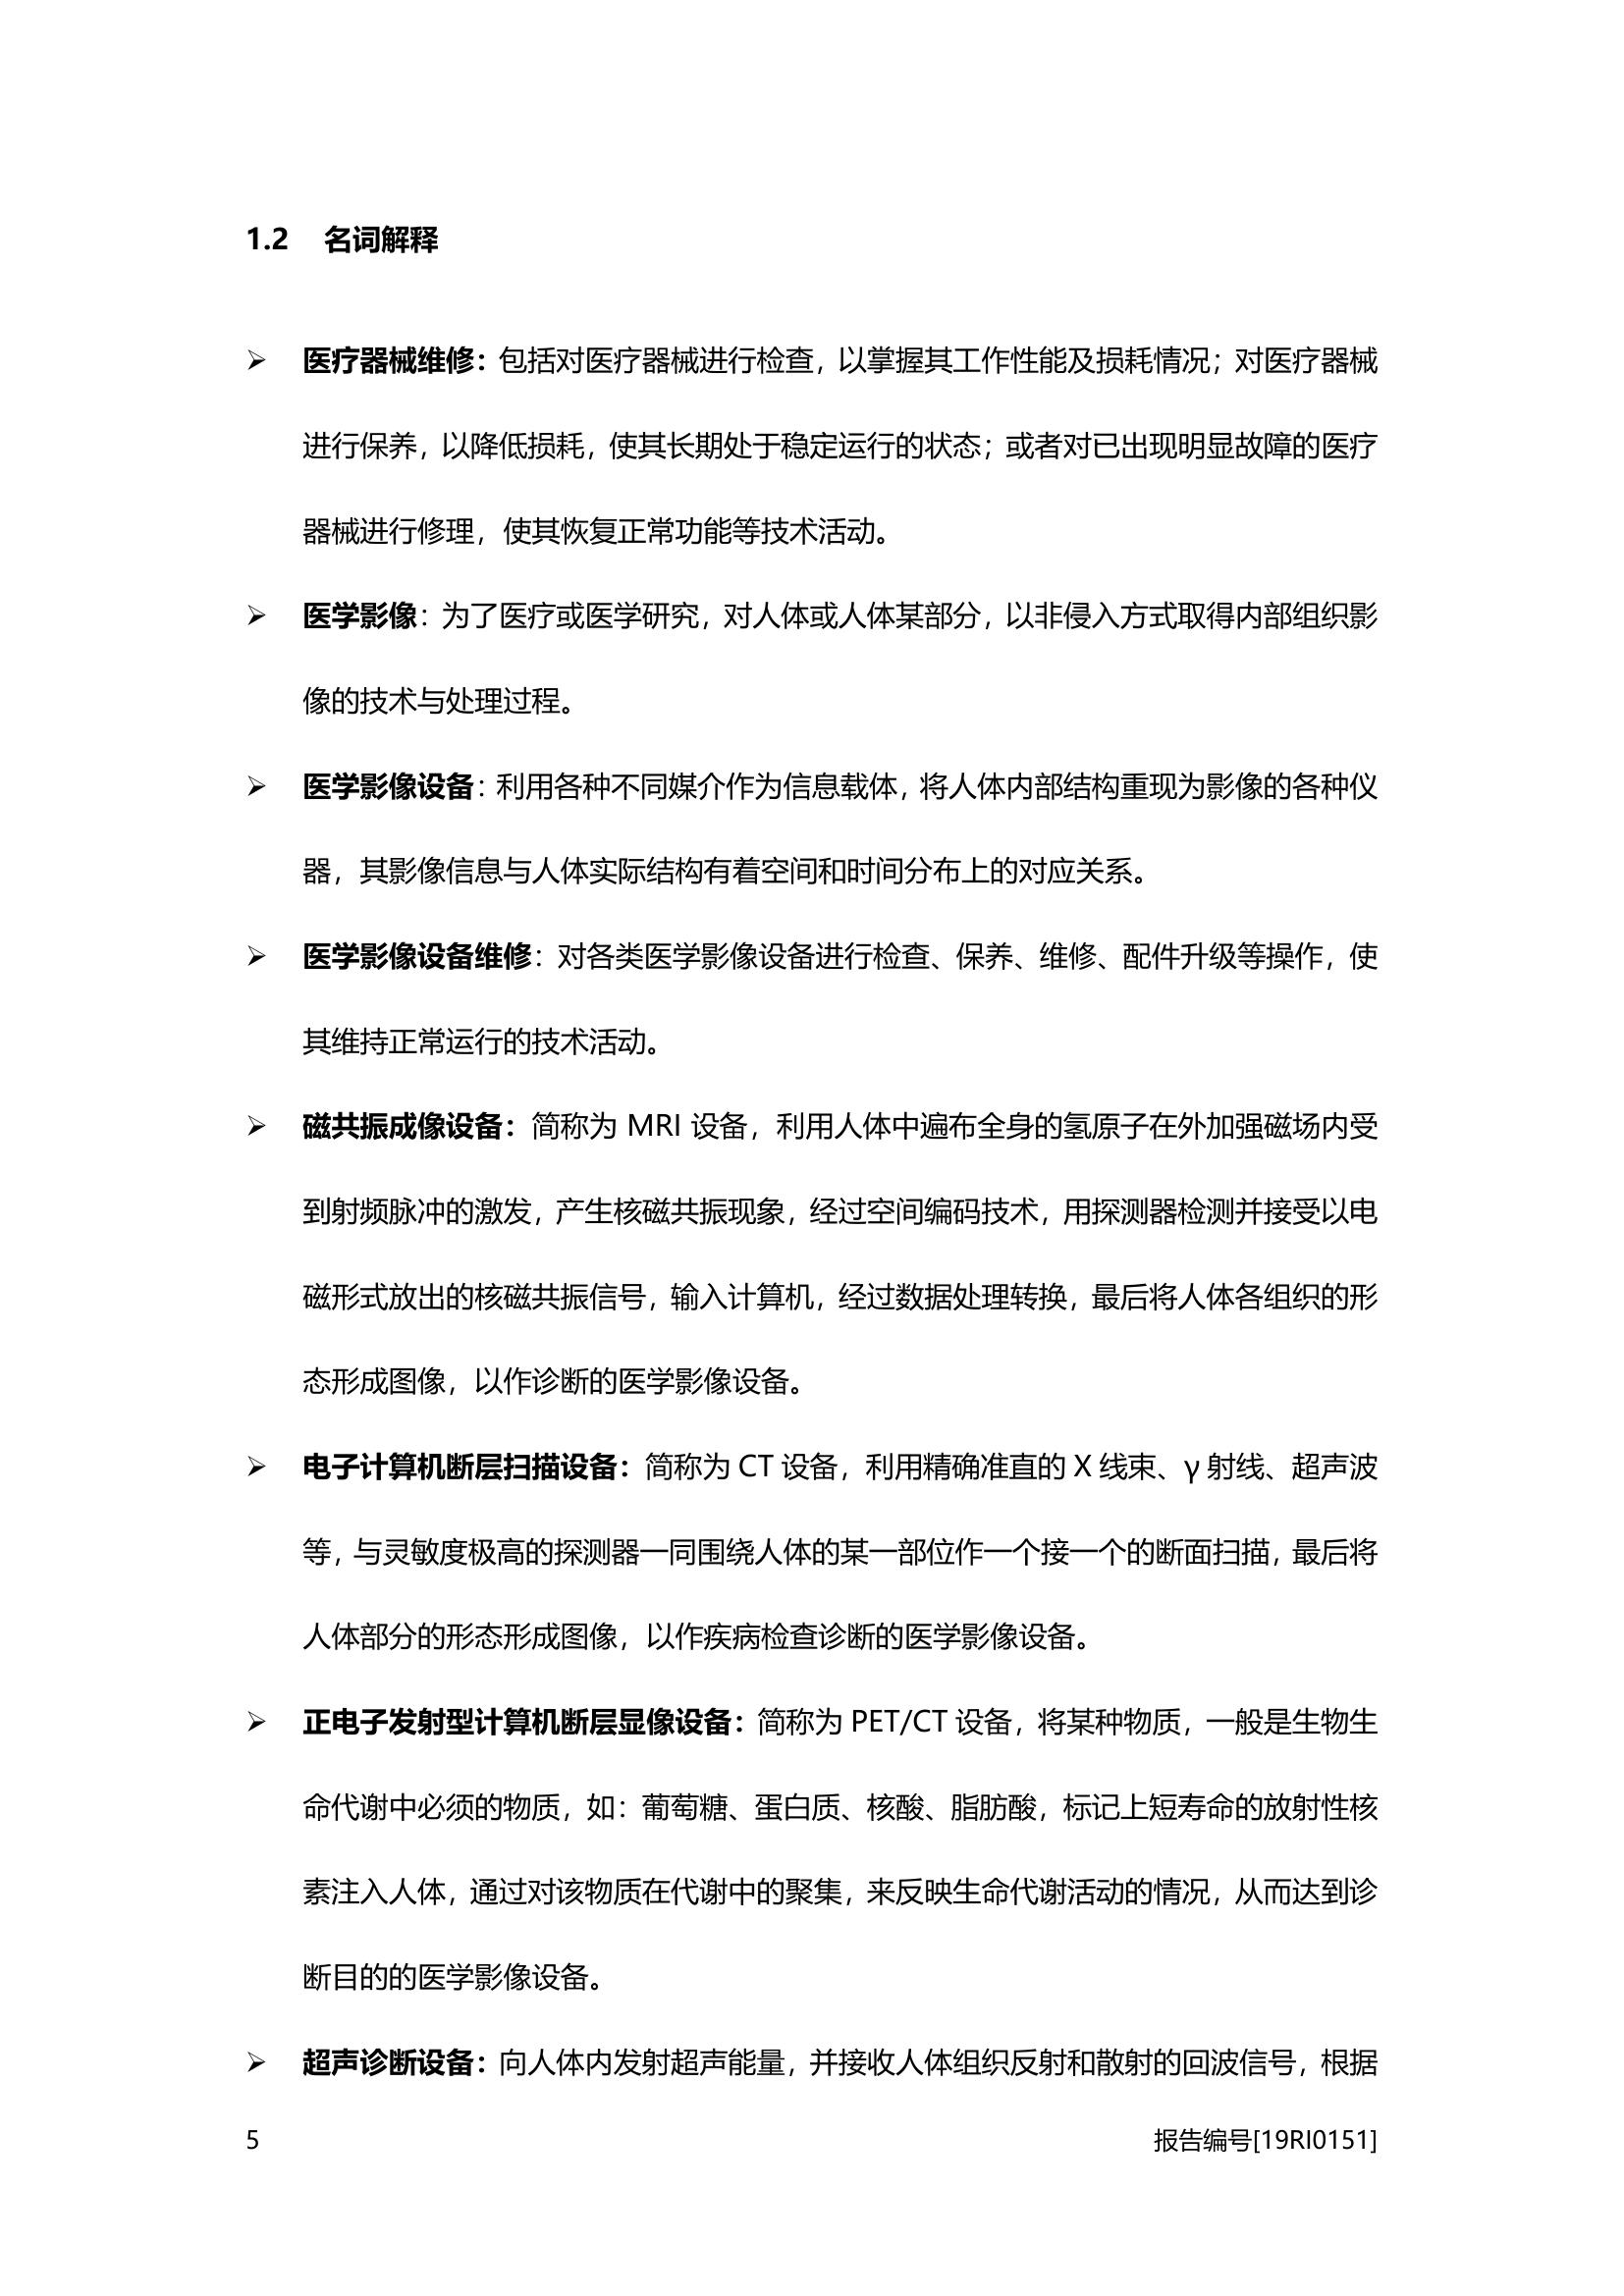 1.2 名词解释
➢ 医疗器械维修：包括对医疗器械进行检查，以掌握其工作性能及损耗情况；对医疗器械
进行保养，以降低损耗，使其长期处于稳定运行的状态；或者对已出现明显故障的医疗
器械进行修理，使其恢复正常功能等技术活动。
➢ 医学影像：为了医疗或医学研究，对人体或人体某部分，以非侵入方式取得内部组织影
像的技术与处理过程。
➢ 医学影像设备：利用各种不同媒介作为信息载体，将人体内部结构重现为影像的各种仪
器，其影像信息与人体实际结构有着空间和时间分布上的对应关系。
➢ 医学影像设备维修：对各类医学影像设备进行检查、保养、维修、配件升级等操作，使
其维持正常运行的技术活动。
➢ 磁共振成像设备：简称为 MRI 设备，利用人体中遍布全身的氢原子在外加强磁场内受
到射频脉冲的激发，产生核磁共振现象，经过空间编码技术，用探测器检测并接受以电
磁形式放出的核磁共振信号，输入计算机，经过数据处理转换，最后将人体各组织的形
态形成图像，以作诊断的医学影像设备。
➢ 电子计算机断层扫描设备：简称为 CT 设备，利用精确准直的 X 线束、γ 射线、超声波
等，与灵敏度极高的探测器一同围绕人体的某一部位作一个接一个的断面扫描，最后将
人体部分的形态形成图像，以作疾病检查诊断的医学影像设备。
➢ 正电子发射型计算机断层显像设备：简称为 PET/CT 设备，将某种物质，一般是生物生
命代谢中必须的物质，如：葡萄糖、蛋白质、核酸、脂肪酸，标记上短寿命的放射性核
素注入人体，通过对该物质在代谢中的聚集，来反映生命代谢活动的情况，从而达到诊
断目的的医学影像设备。
➢ 超声诊断设备：向人体内发射超声能量，并接收人体组织反射和散射的回波信号，根据
5 报告编号[19RI0151]